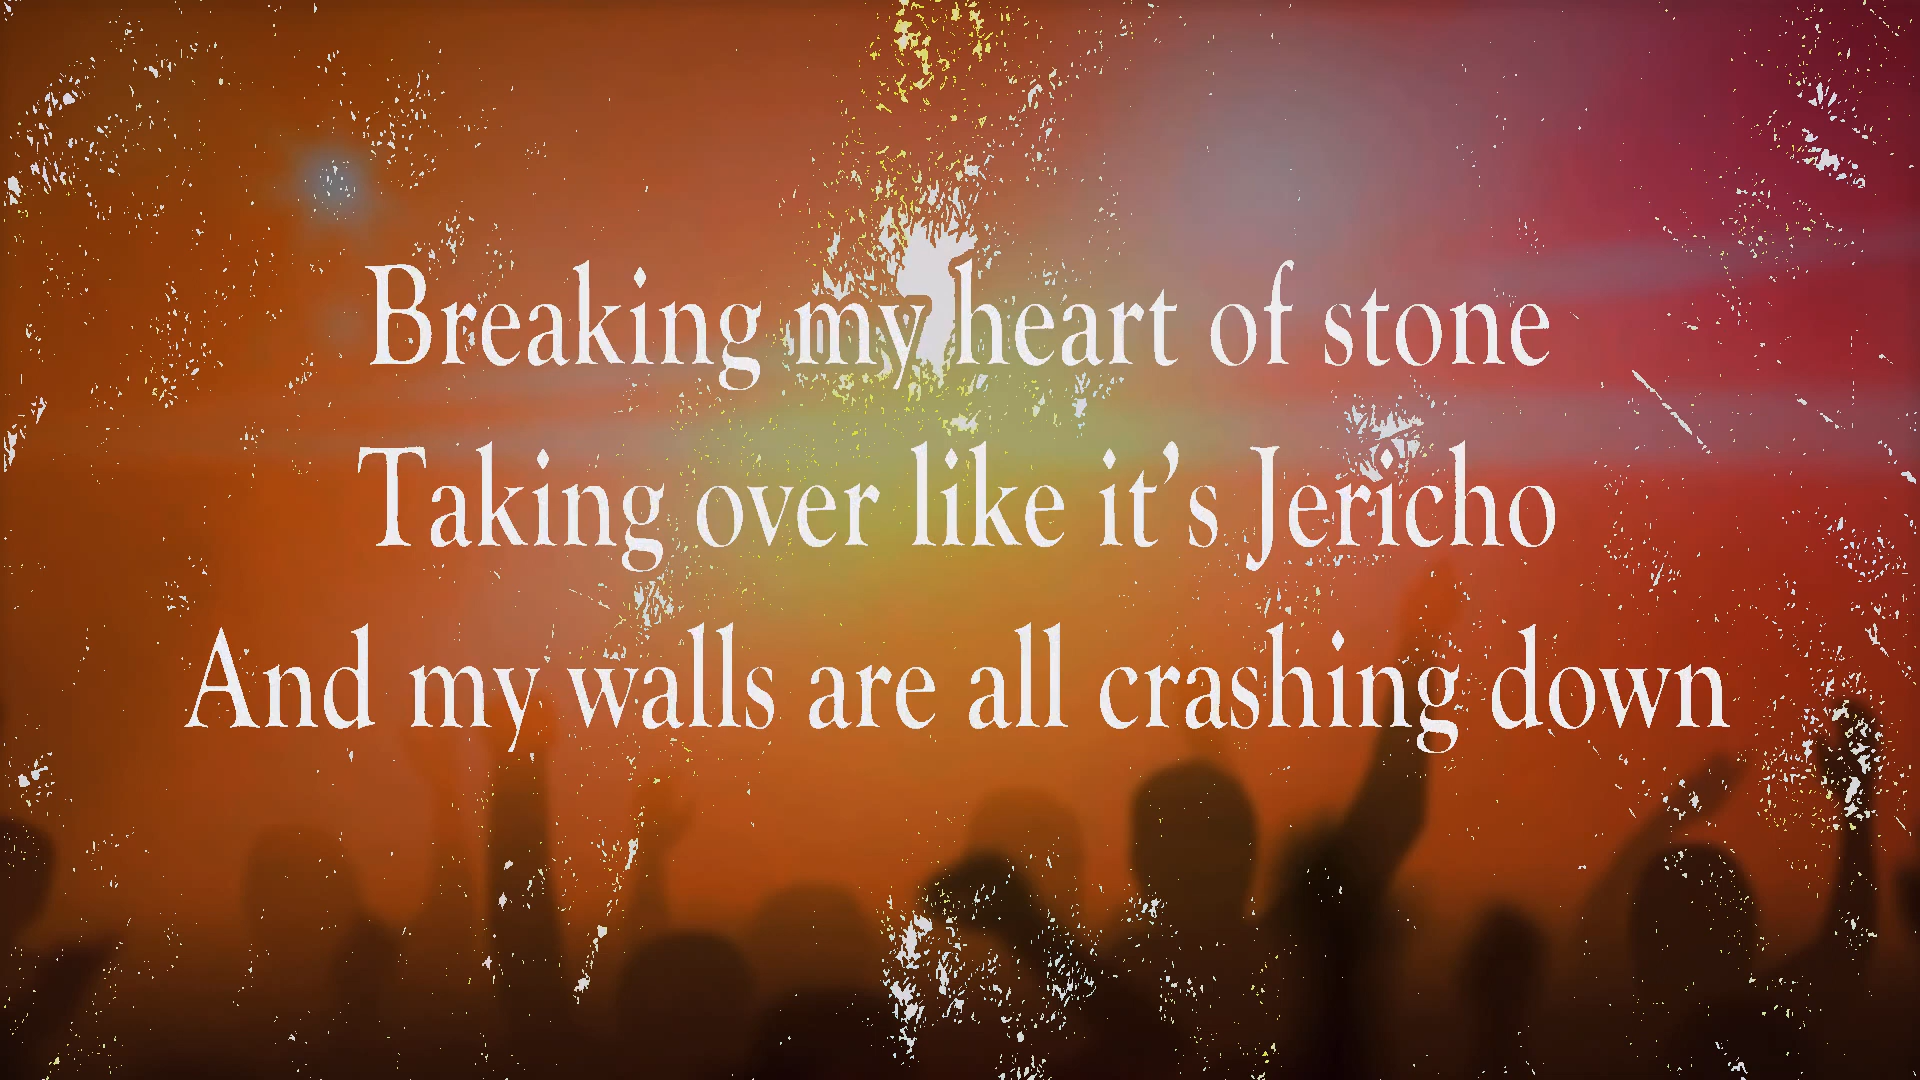 Breaking my heart of stone
Taking over like it’s Jericho
And my walls are all crashing down